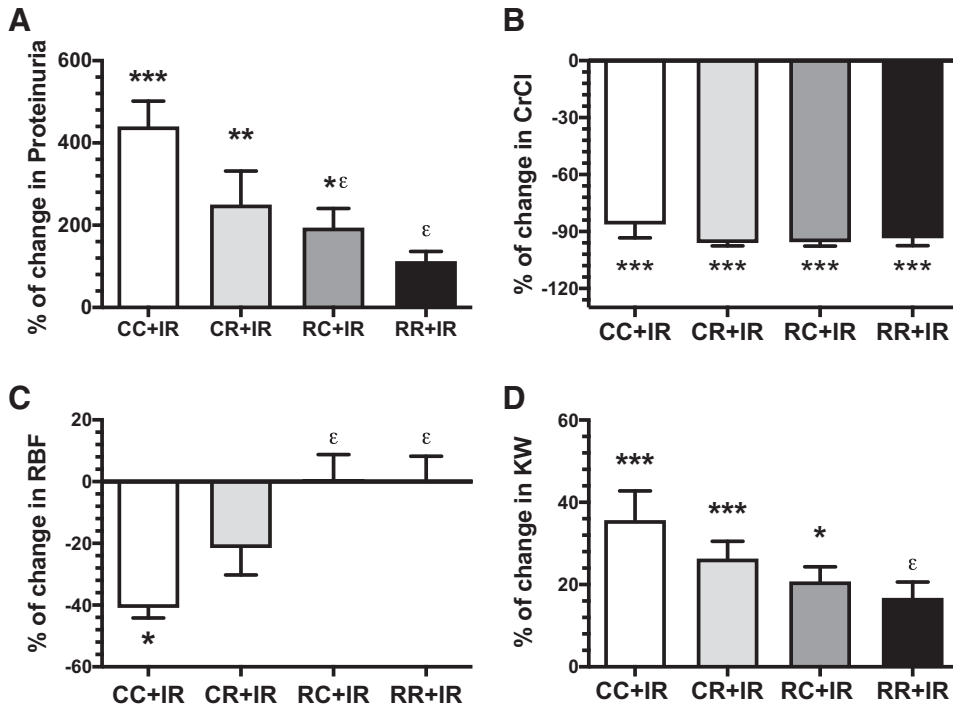 A
% of change in Proteinuria
600
400
200
0
***
**
*ε
ε
CC+IR CR+IR RC+IR RR+IR
B
% of change in CrCl
0
-30
-60
-90
-120
*** *** *** ***
CC+IR CR+IR RC+IR RR+IR
C
% of change in RBF
20
0
-20
-40
-60
ε ε
*
CC+IR CR+IR RC+IR RR+IR
D
% of change in KW
60
40
20
0
***
***
*
ε
CC+IR CR+IR RC+IR RR+IR